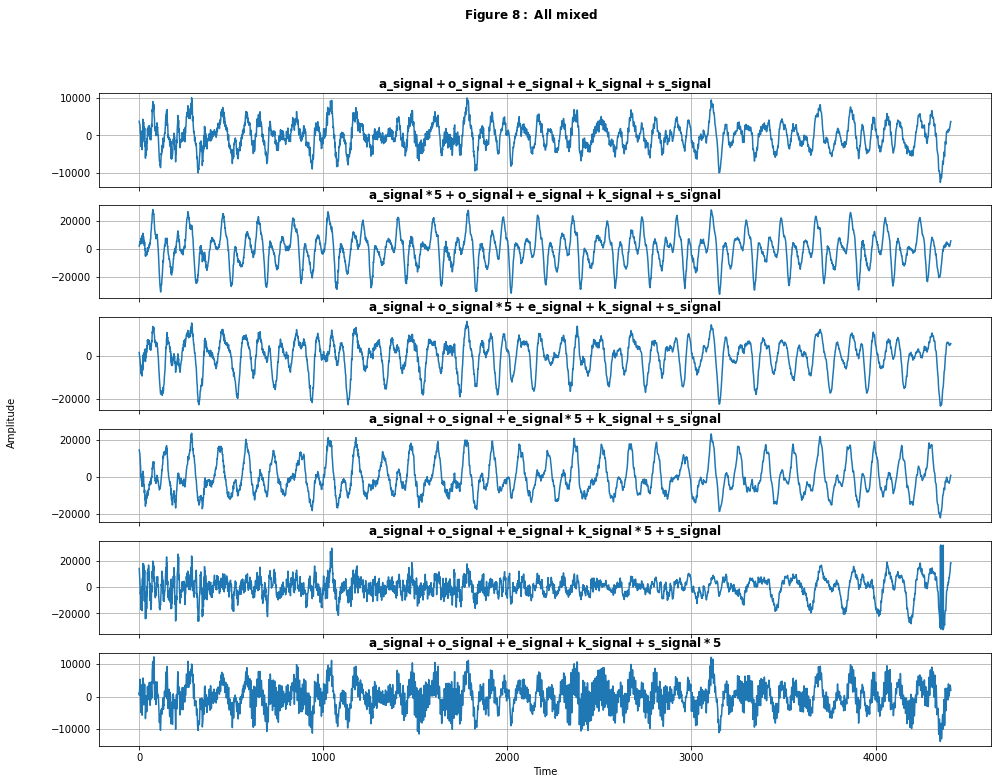 Figure 8: All mixed
a_signal + o_signal + e_signal + k_signal + s_signal
10000
0
−10000
a_signal * 5 + o_signal + e_signal + k_signal + s_signal
20000
0
−20000
a_signal + o_signal * 5 + e_signal + k_signal + s_signal
0
−20000
Amplitude
a_signal + o_signal + e_signal * 5 + k_signal + s_signal
20000
0
−20000
a_signal + o_signal + e_signal + k_signal * 5 + s_signal
20000
0
−20000
a_signal + o_signal + e_signal + k_signal + s_signal * 5
10000
0
−10000
0 1000 2000 3000 4000
Time